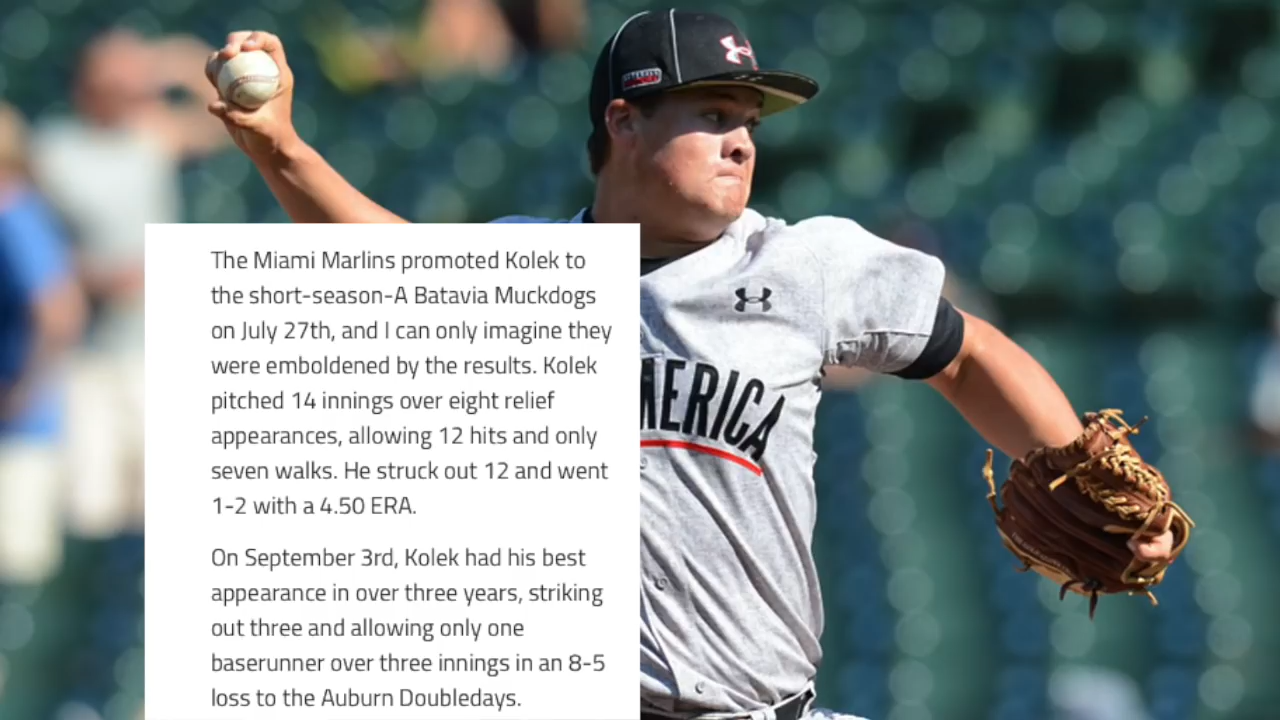 The Miami Marlins promoted Kolek to
the short-season-A Batavia Muckdogs
on July 27th, and I can only imagine they
were emboldened by the results. Kolek
pitched 14 innings over eight relief
appearances, allowing 12 hits and only
seven walks. He struck out 12 and went
1-2 with a 4.50 ERA.
On September 3rd, Kolek had his best
appearance in over three years, striking
out three and allowing only one
baserunner over three innings in an 8-5
loss to the Auburn Doubledays.
MERICA